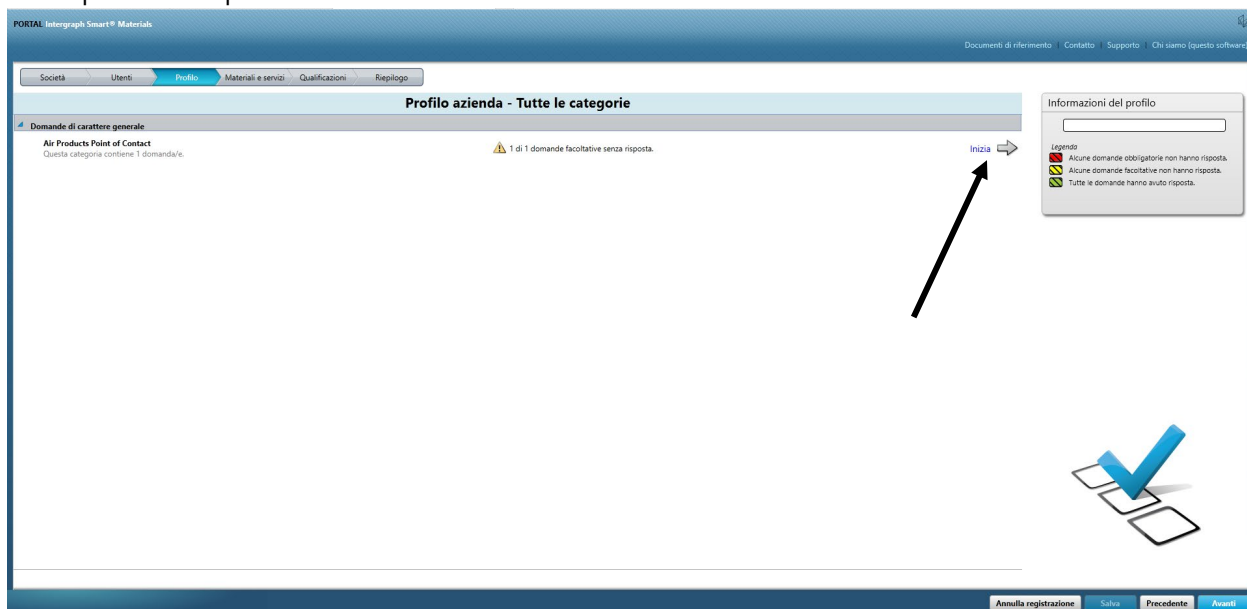 PORTAL Intergraph Smart® Materials
Documenti di riferimento | Contatto | Supporto | Chi siamo (questo software)
Società Utenti Profilo Materiali e servizi Qualificazioni Riepilogo
Profilo azienda - Tutte le categorie
Domande di carattere generale
Air Products Point of Contact
Questa categoria contiene 1 domanda/e.
1 di 1 domande facoltative senza risposta.
Inizia
Informazioni del profilo
Legenda
Alcune domande obbligatorie non hanno risposta.
Alcune domande facoltative non hanno risposta.
Tutte le domande hanno avuto risposta.
Annulla registrazione Salva Precedente Avanti